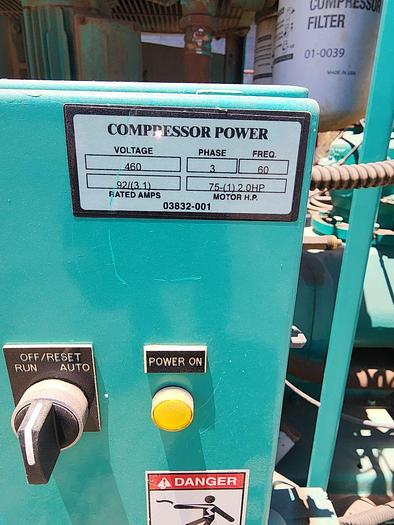 COMPRESSOR
FILTER
01-0039
MADE IN USA
COMPRESSOR POWER
VOLTAGE PHASE FREQ.
460 3 60
92/(3.1) 75-(1) 2.0HP
RATED AMPS MOTOR H.P.
03832-001
OFF/RESET
RUN AUTO
POWER ON
DANGER